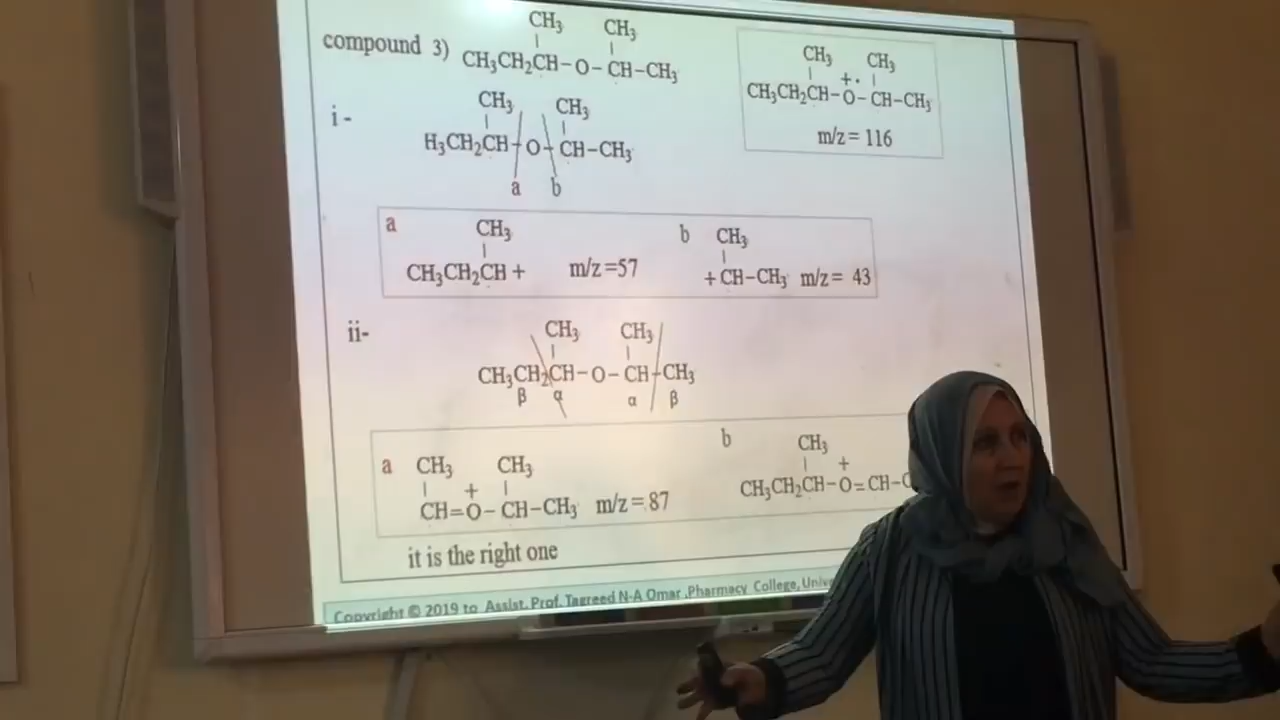 CH₃ CH₃
compound 3) CH₃CH₂CH–O–CH–CH₃
CH₃ CH₃
CH₃CH₂CH–O–CH–CH₃
+·
m/z = 116
i -
CH₃ CH₃
H₃CH₂CH–O–CH–CH₃
a b
a
CH₃
CH₃CH₂CH + m/z =57
b
CH₃
+CH–CH₃ m/z = 43
ii-
CH₃ CH₃
CH₃CH₂CH–O–CH–CH₃
β α α β
a
CH₃ CH₃
+
CH=O–CH–CH₃ m/z = 87
b
CH₃
+
CH₃CH₂CH–O=CH–C
it is the right one
Copyright © 2019 to Assist. Prof. Tagreed N-A Omar ,Pharmacy College, Unive